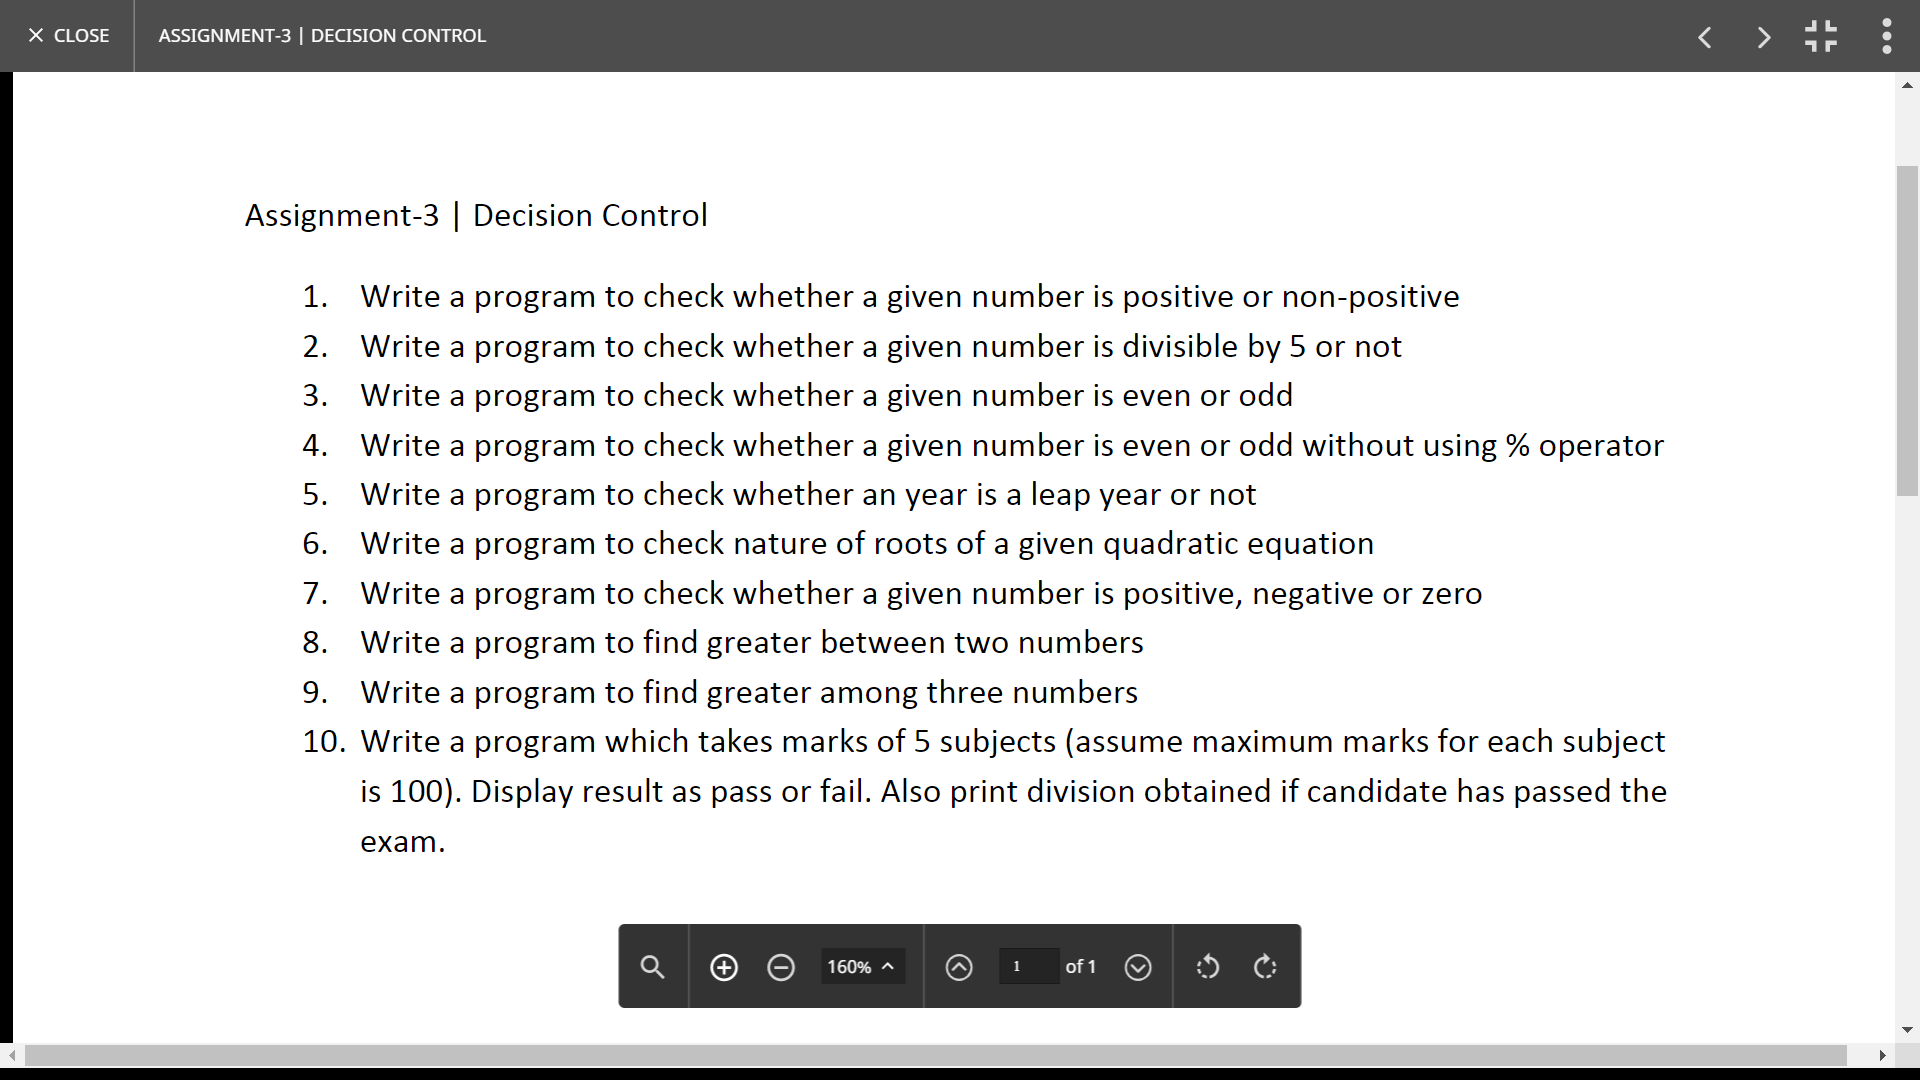 CLOSE
ASSIGNMENT-3 | DECISION CONTROL
Assignment-3 | Decision Control
1. Write a program to check whether a given number is positive or non-positive
2. Write a program to check whether a given number is divisible by 5 or not
3. Write a program to check whether a given number is even or odd
4. Write a program to check whether a given number is even or odd without using % operator
5. Write a program to check whether an year is a leap year or not
6. Write a program to check nature of roots of a given quadratic equation
7. Write a program to check whether a given number is positive, negative or zero
8. Write a program to find greater between two numbers
9. Write a program to find greater among three numbers
10. Write a program which takes marks of 5 subjects (assume maximum marks for each subject
is 100). Display result as pass or fail. Also print division obtained if candidate has passed the
exam.
160%
1 of 1